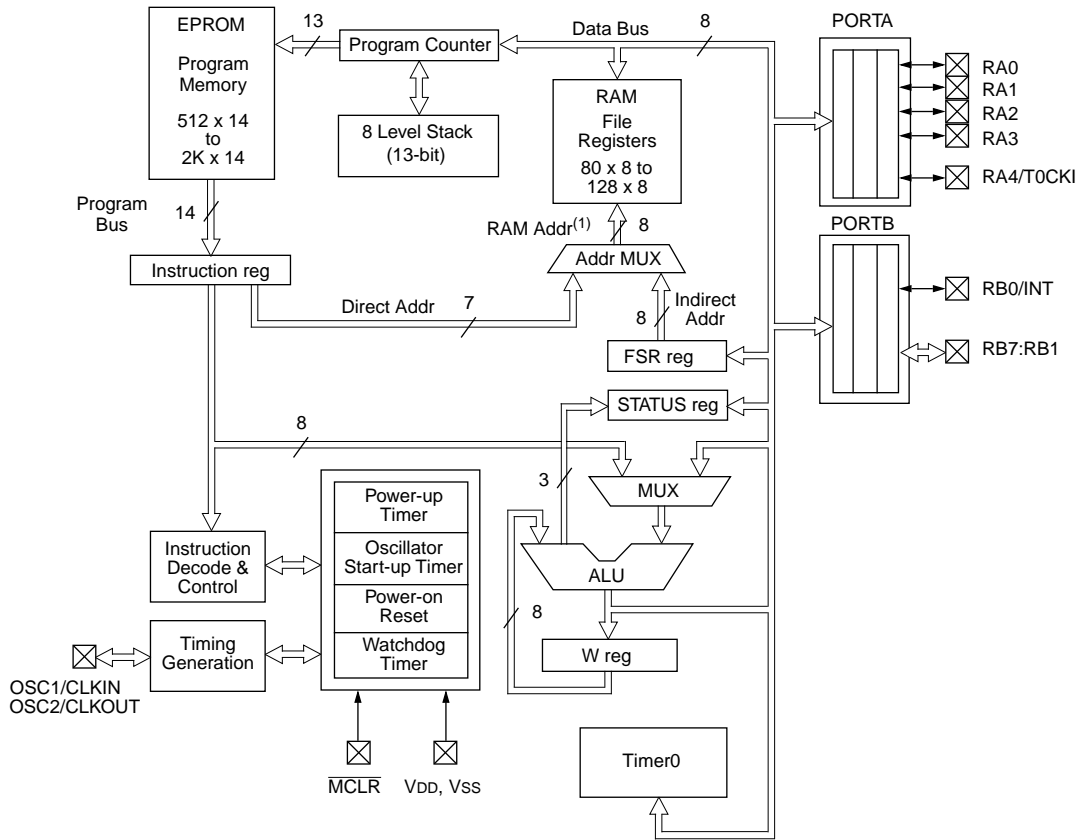 EPROM
Program
Memory
512 x 14
to
2K x 14
13
Program Counter
Data Bus
8
PORTA
RA0
RA1
RA2
RA3
RA4/T0CKI
8 Level Stack
(13-bit)
RAM
File
Registers
80 x 8 to
128 x 8
Program
Bus
14
RAM Addr(1)
8
PORTB
Instruction reg
Addr MUX
RB0/INT
RB7:RB1
Direct Addr
7
8
Indirect
Addr
FSR reg
STATUS reg
8
3
MUX
Power-up
Timer
Oscillator
Start-up Timer
Power-on
Reset
Watchdog
Timer
Instruction
Decode &
Control
ALU
8
W reg
Timing
Generation
OSC1/CLKIN
OSC2/CLKOUT
MCLR
VDD, VSS
Timer0